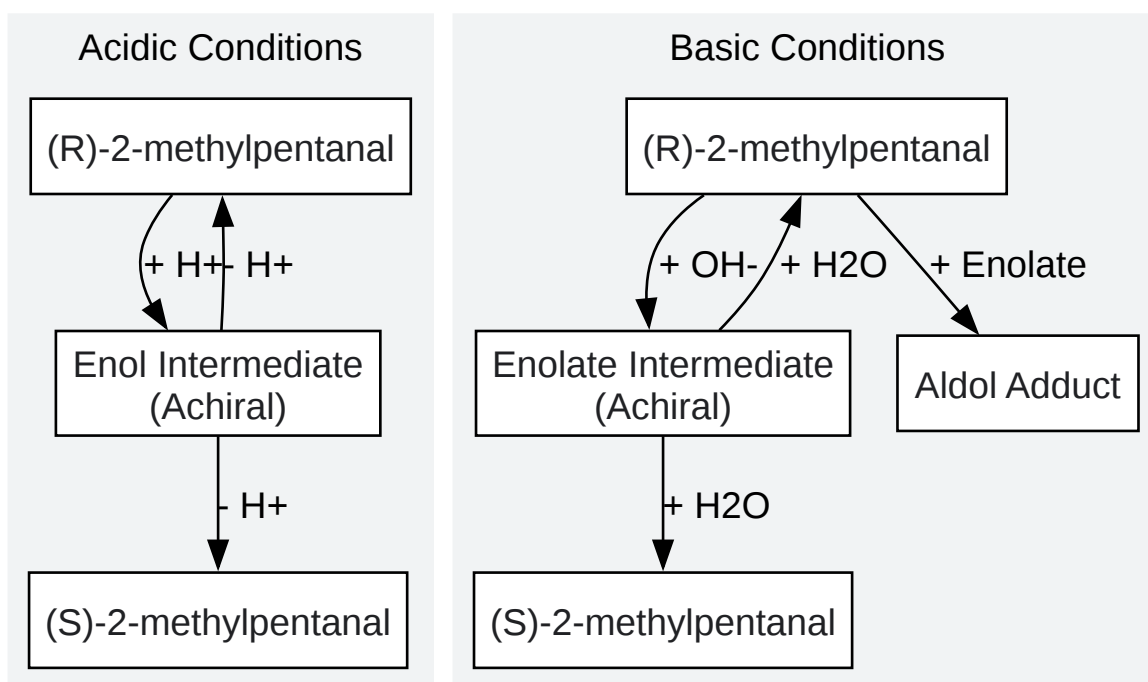 Acidic Conditions
(R)-2-methylpentanal
+ H+
- H+
Enol Intermediate
(Achiral)
- H+
(S)-2-methylpentanal
Basic Conditions
(R)-2-methylpentanal
+ OH-
+ H2O
+ Enolate
Enolate Intermediate
(Achiral)
Aldol Adduct
+ H2O
(S)-2-methylpentanal